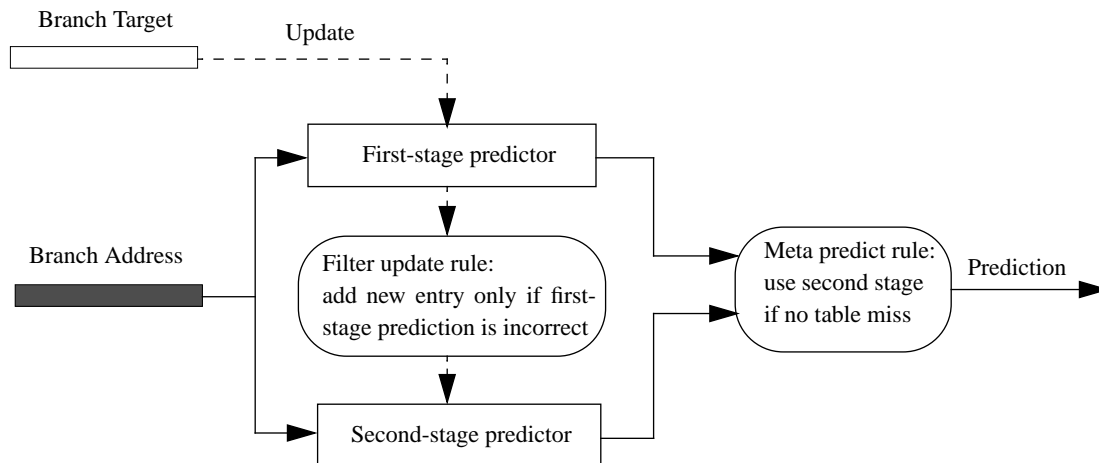 Branch Target
Update
First-stage predictor
Branch Address
Filter update rule:
add new entry only if first-
stage prediction is incorrect
Meta predict rule:
use second stage
if no table miss
Prediction
Second-stage predictor